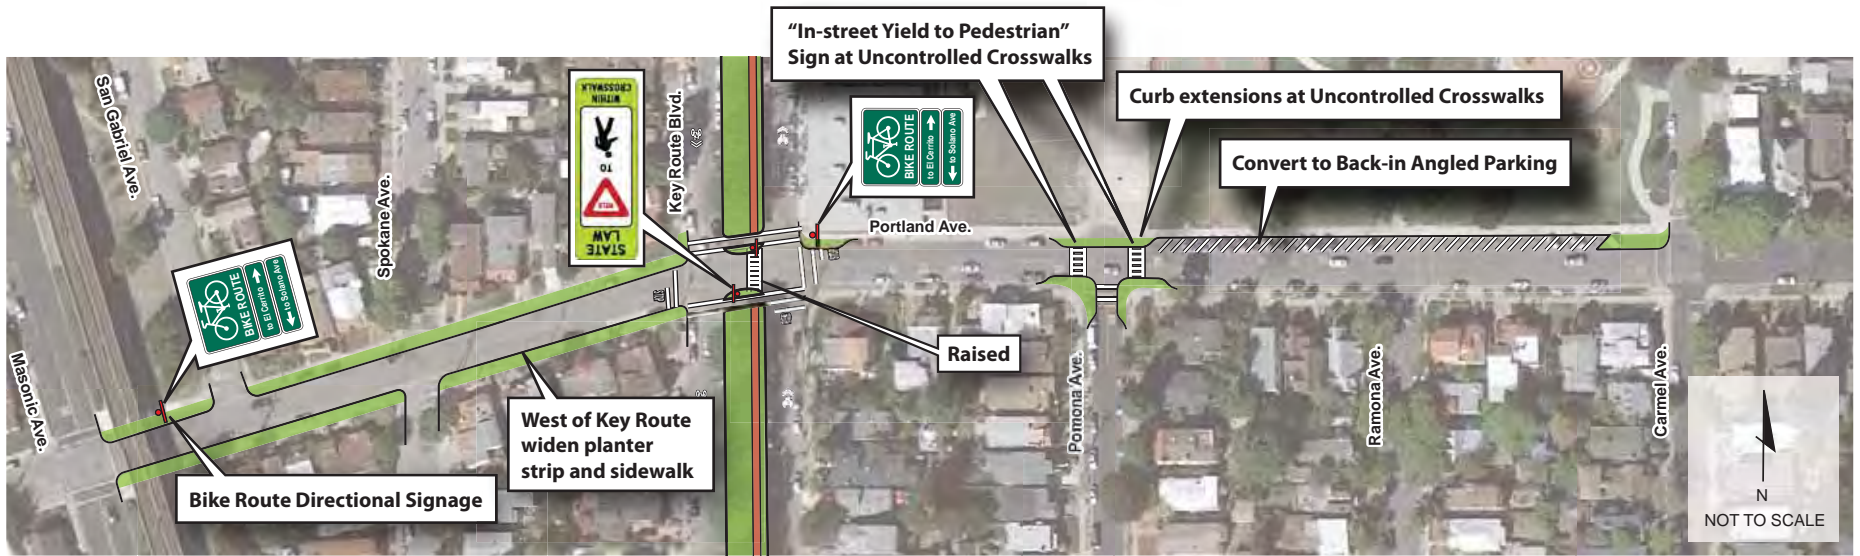 “In-street Yield to Pedestrian”
Sign at Uncontrolled Crosswalks
Curb extensions at Uncontrolled Crosswalks
Convert to Back-in Angled Parking
San Gabriel Ave.
Spokane Ave.
STATE
LAW
YIELD
TO
WITHIN
CROSSWALK
Key Route Blvd.
BIKE ROUTE
to El Cerrito
to Solano Ave
Portland Ave.
BIKE ROUTE
to El Cerrito
to Solano Ave
Raised
Masonic Ave.
West of Key Route
widen planter
strip and sidewalk
Bike Route Directional Signage
Pomona Ave.
Ramona Ave.
Carmel Ave.
N
NOT TO SCALE